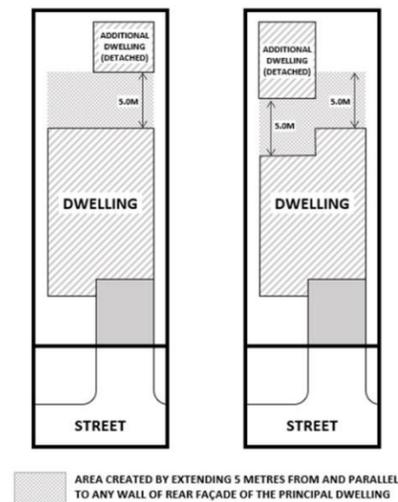 ADDITIONAL
DWELLING
(DETACHED)
5.0M
DWELLING
STREET
ADDITIONAL
DWELLING
(DETACHED)
5.0M
5.0M
DWELLING
STREET
AREA CREATED BY EXTENDING 5 METRES FROM AND PARALLEL
TO ANY WALL OF REAR FAÇADE OF THE PRINCIPAL DWELLING